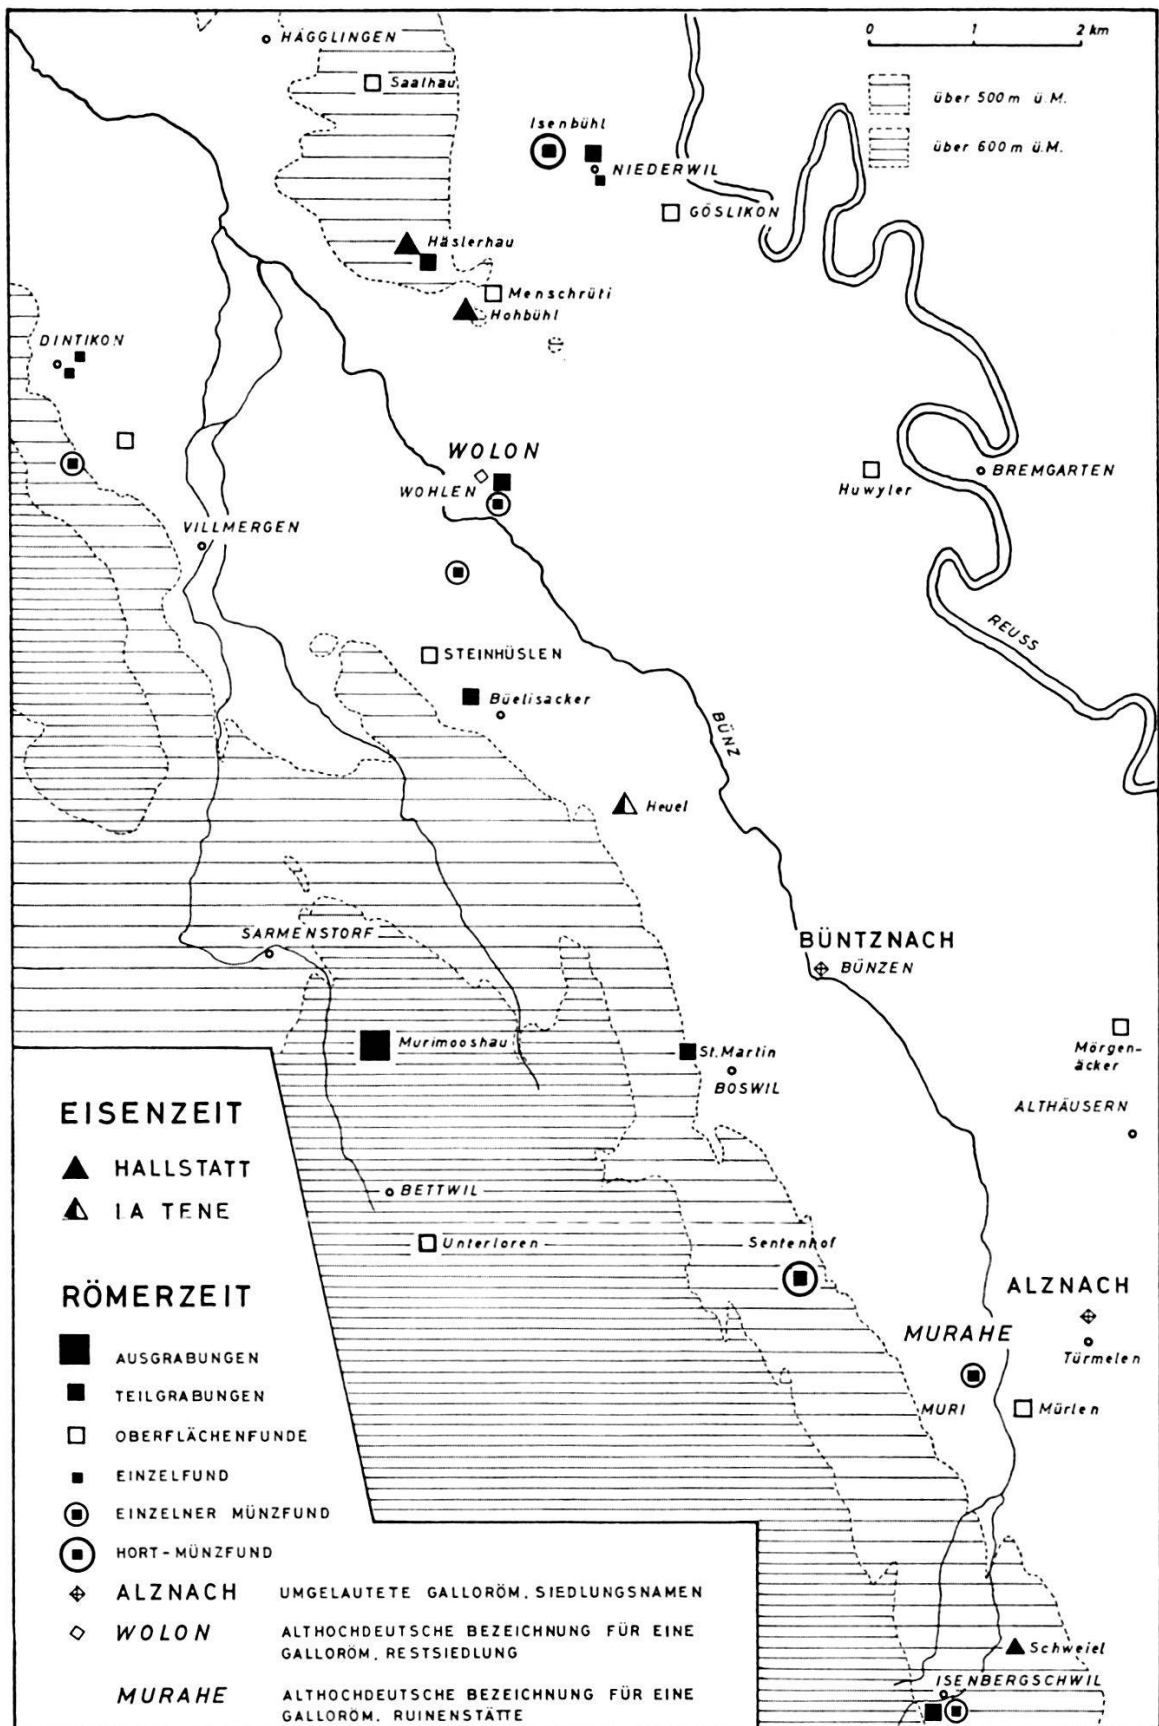 HÄGGLINGEN
0 1 2 km
Saalhau
über 500 m ü.M.
Isenbühl
über 600 m ü.M.
NIEDERWIL
GÖSLIKON
Häslerhau
Menschrüti
Hohbühl
DINTIKON
WOLON
WOHLEN
Huwyler
BREMGARTEN
VILLMERGEN
REUSS
STEINHÜSLEN
Büelisacker
BÜNZ
Heuel
SARMENSTORF
BÜNTZNACH
BÜNZEN
Murimooshau
St. Martin
BOSWIL
Mörgen-
äcker
ALTHÄUSERN
BETTWIL
Unterloren
Sentenhof
ALZNACH
MURAHE
Türmelen
MURI
Mürlen
Schweiel
ISENBERGSCHWIL
EISENZEIT
HALLSTATT
LA TENE
RÖMERZEIT
AUSGRABUNGEN
TEILGRABUNGEN
OBERFLÄCHENFUNDE
EINZELFUND
EINZELNER MÜNZFUND
HORT-MÜNZFUND
ALZNACH UMGELAUTETE GALLORÖM. SIEDLUNGSNAMEN
WOLON ALTHOCHDEUTSCHE BEZEICHNUNG FÜR EINE
GALLORÖM. RESTSIEDLUNG
MURAHE ALTHOCHDEUTSCHE BEZEICHNUNG FÜR EINE
GALLORÖM. RUINENSTÄTTE